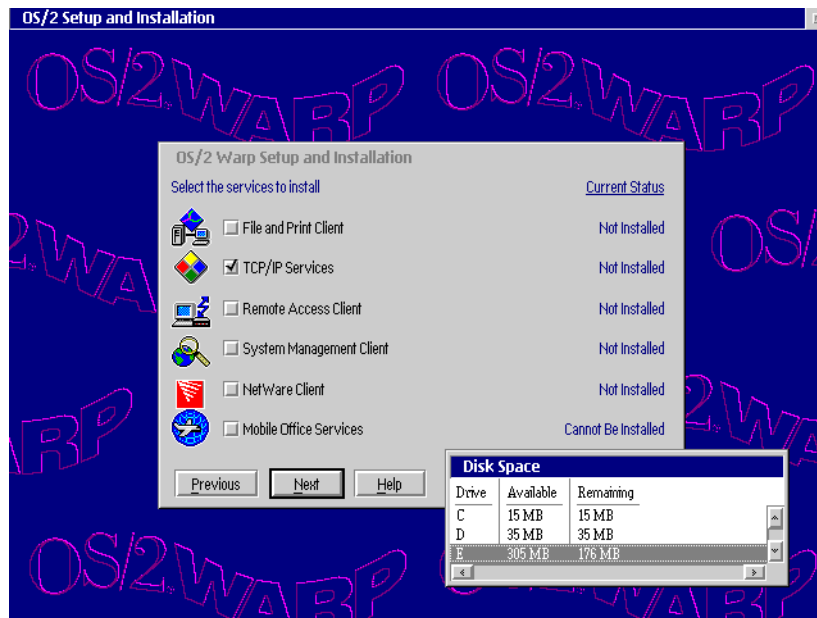 OS/2 Setup and Installation
OS/2 WARP OS/2 WARP
OS/2 Warp Setup and Installation
Select the services to install Current Status
File and Print Client Not Installed
TCP/IP Services Not Installed
Remote Access Client Not Installed
System Management Client Not Installed
NetWare Client Not Installed
Mobile Office Services Cannot Be Installed
Previous Next Help
Disk Space
Drive Available Remaining
C 15 MB 15 MB
D 35 MB 35 MB
E 305 MB 176 MB
OS/2 WARP